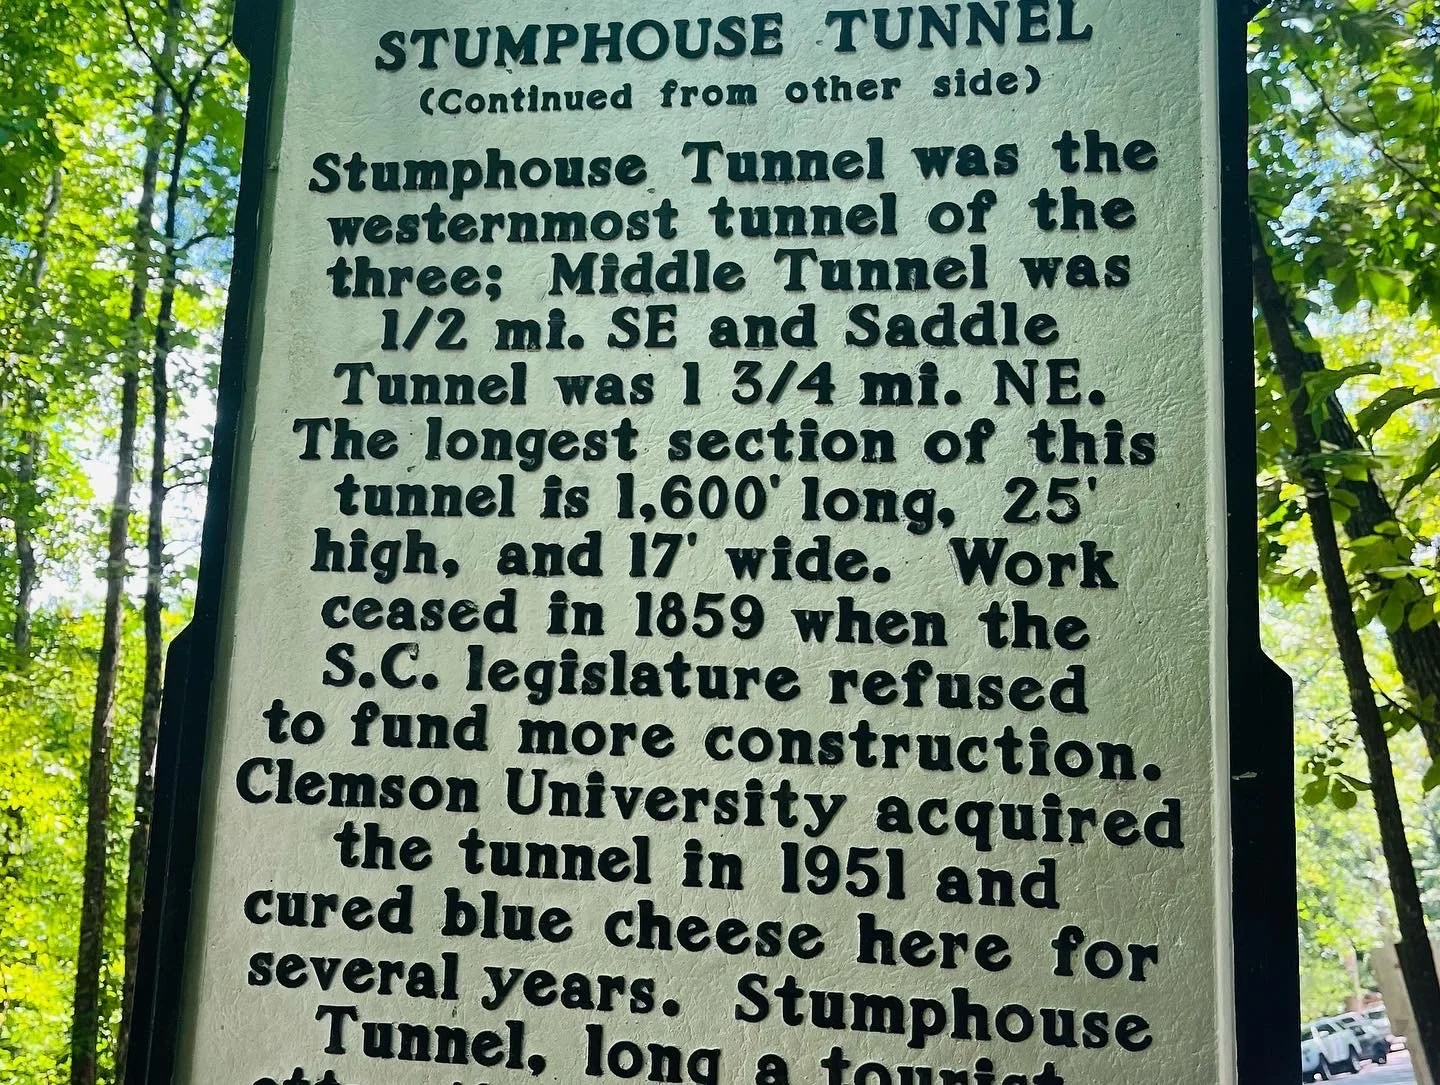 STUMPHOUSE TUNNEL
(Continued from other side)
Stumphouse Tunnel was the
westernmost tunnel of the
three; Middle Tunnel was
1/2 mi. SE and Saddle
Tunnel was 1 3/4 mi. NE.
The longest section of this
tunnel is 1,600' long, 25'
high, and 17' wide. Work
ceased in 1859 when the
S.C. legislature refused
to fund more construction.
Clemson University acquired
the tunnel in 1951 and
cured blue cheese here for
several years. Stumphouse
Tunnel, long a tourist